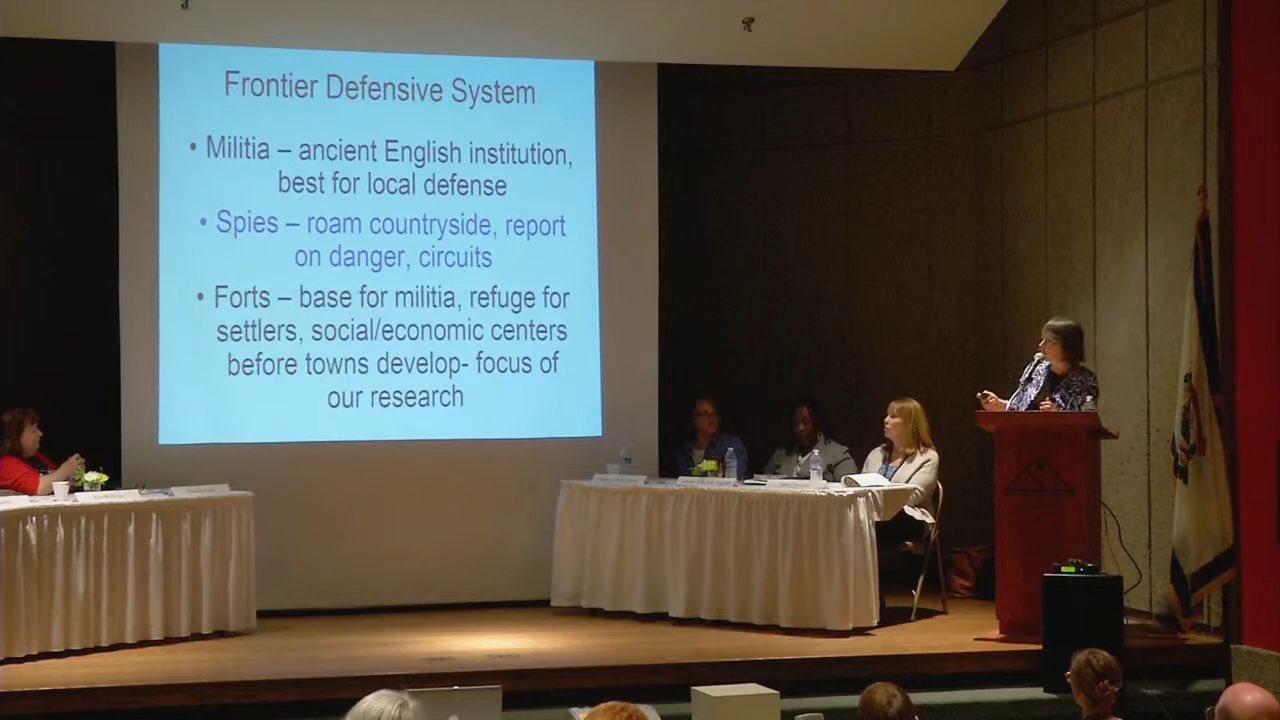 Frontier Defensive System
• Militia – ancient English institution,
best for local defense
• Spies – roam countryside, report
on danger, circuits
• Forts – base for militia, refuge for
settlers, social/economic centers
before towns develop- focus of
our research